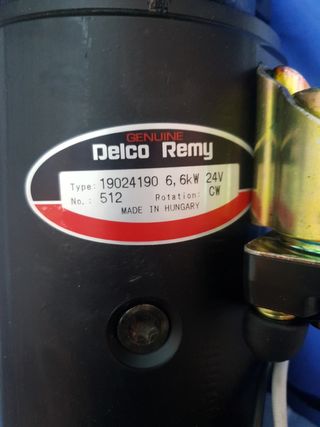 GENUINE
Delco Remy
Type: 19024190 6,6kW 24V
No.: 512 Rotation: CW
MADE IN HUNGARY